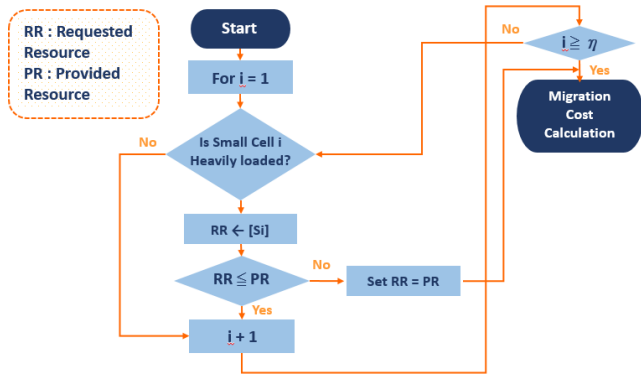 RR : Requested
Resource
PR : Provided
Resource
Start
For i = 1
No
Is Small Cell i
Heavily loaded?
RR ← [Si]
RR ≦ PR
No
Set RR = PR
Yes
i + 1
No
i ≧ η
Yes
Migration
Cost
Calculation